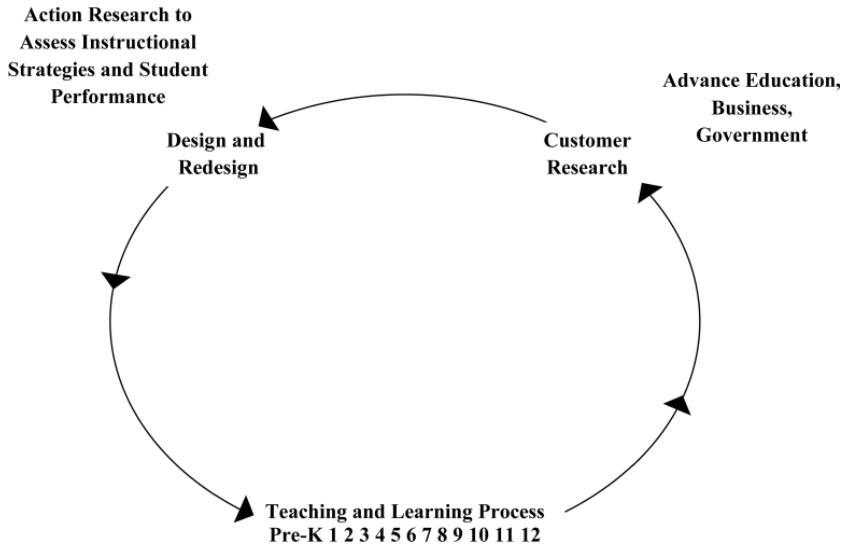 Action Research to
Assess Instructional
Strategies and Student
Performance
Advance Education,
Business,
Government
Design and
Redesign
Customer
Research
Teaching and Learning Process
Pre-K 1 2 3 4 5 6 7 8 9 10 11 12